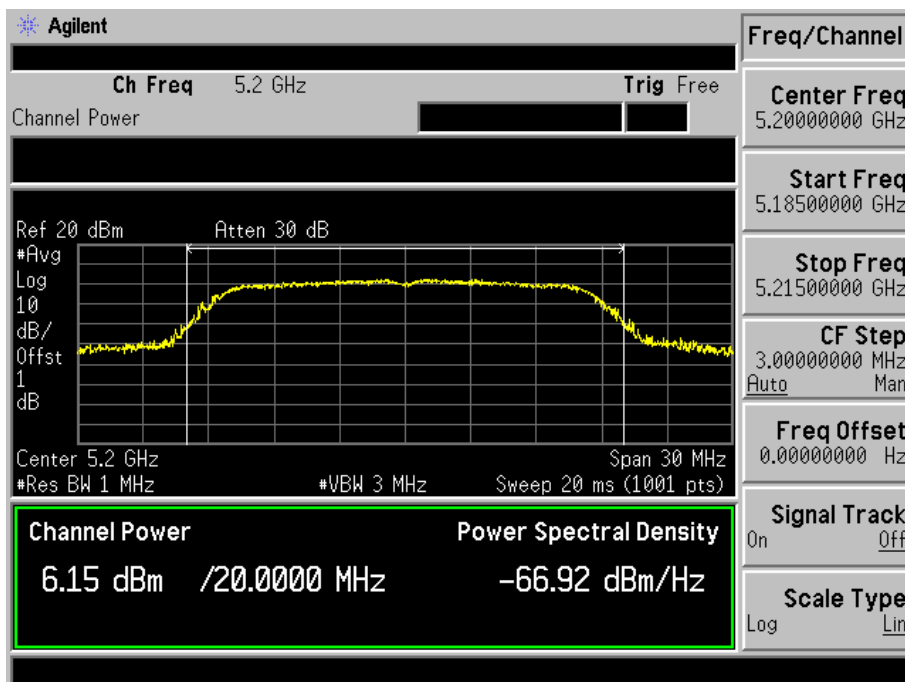 Agilent
Freq/Channel
Ch Freq 5.2 GHz Trig Free
Channel Power
Center Freq
5.20000000 GHz
Start Freq
5.18500000 GHz
Stop Freq
5.21500000 GHz
CF Step
3.00000000 MHz
Auto Man
Freq Offset
0.00000000 Hz
Signal Track
On Off
Scale Type
Log Lin
Ref 20 dBm Atten 30 dB
#Avg
Log
10
dB/
Offst
1
dB
Center 5.2 GHz Span 30 MHz
#Res BW 1 MHz #VBW 3 MHz Sweep 20 ms (1001 pts)
Channel Power Power Spectral Density
6.15 dBm /20.0000 MHz -66.92 dBm/Hz